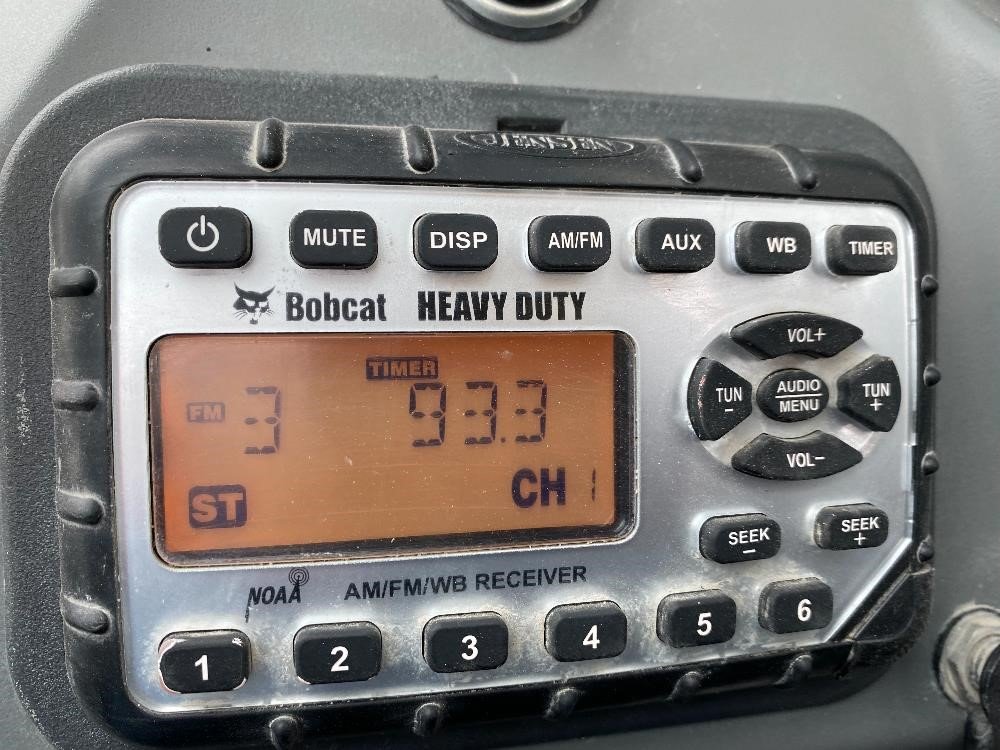 MUTE DISP AM/FM AUX WB TIMER
Bobcat HEAVY DUTY
TIMER
FM 3 93.3
ST CH 1
VOL+
TUN - AUDIO MENU TUN +
VOL-
SEEK - SEEK +
NOAA AM/FM/WB RECEIVER
1 2 3 4 5 6